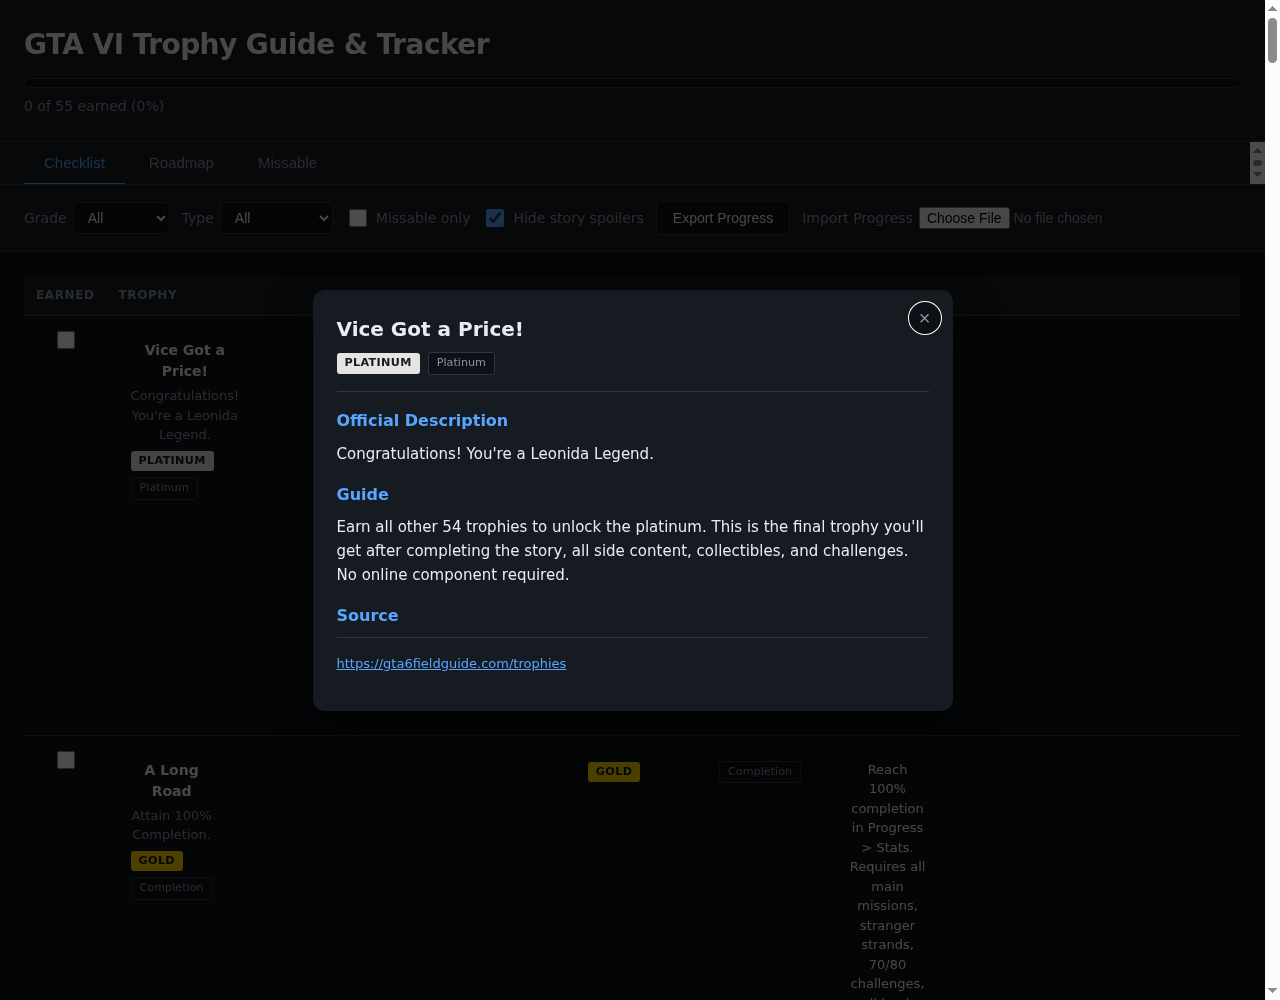 GTA VI Trophy Guide & Tracker
0 of 55 earned (0%)
Checklist Roadmap Missable
Grade All Type All Missable only Hide story spoilers Export Progress Import Progress Choose File No file chosen
EARNED TROPHY
Vice Got a
Price!
Congratulations!
You're a Leonida
Legend.
PLATINUM
Platinum
Vice Got a Price!
×
PLATINUM Platinum
Official Description
Congratulations! You're a Leonida Legend.
Guide
Earn all other 54 trophies to unlock the platinum. This is the final trophy you'll
get after completing the story, all side content, collectibles, and challenges.
No online component required.
Source
https://gta6fieldguide.com/trophies
A Long
Road
Attain 100%
Completion.
GOLD
Completion
GOLD
Completion
Reach
100%
completion
in Progress
> Stats.
Requires all
main
missions,
stranger
strands,
70/80
challenges,